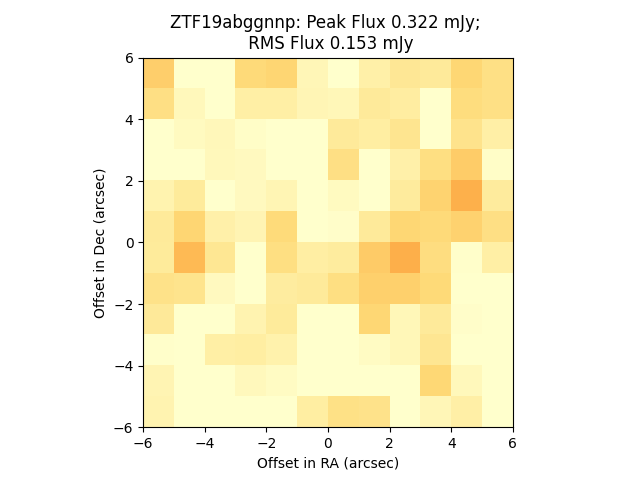 ZTF19abggnnp: Peak Flux 0.322 mJy;
RMS Flux 0.153 mJy
6
4
2
0
−2
−4
−6
Offset in Dec (arcsec)
−6 −4 −2 0 2 4 6
Offset in RA (arcsec)